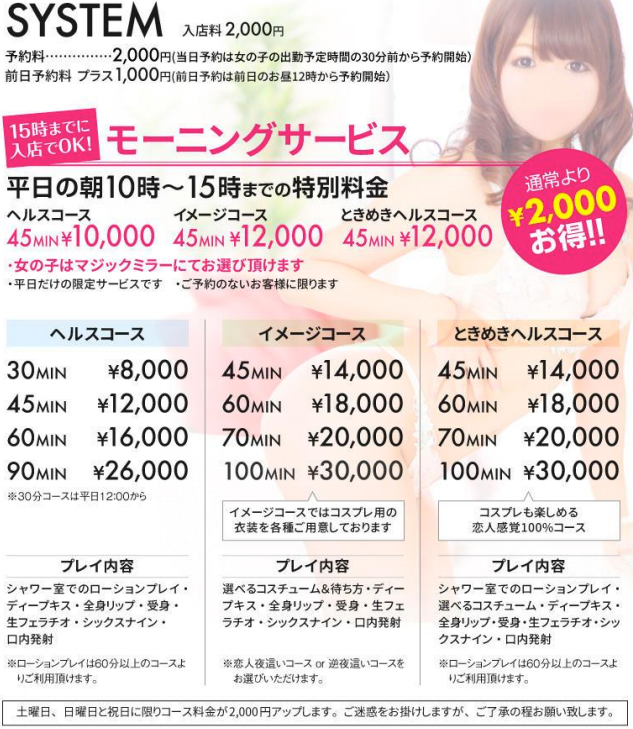 SYSTEM 入店料 2,000円
予約料……………2,000円(当日予約は女の子の出勤予定時間の30分前から予約開始)
前日予約料 プラス1,000円(前日予約は前日のお昼12時から予約開始)
15時までに
入店でOK!
モーニングサービス
平日の朝10時〜15時までの特別料金
通常より
¥2,000
お得!!
ヘルスコース イメージコース ときめきヘルスコース
45MIN ¥10,000 45MIN ¥12,000 45MIN ¥12,000
・女の子はマジックミラーにてお選び頂けます
・平日だけの限定サービスです ・ご予約のないお客様に限ります
ヘルスコース
30MIN ¥8,000
45MIN ¥12,000
60MIN ¥16,000
90MIN ¥26,000
※30分コースは平日12:00から
プレイ内容
シャワー室でのローションプレイ・
ディープキス・全身リップ・受身・
生フェラチオ・シックスナイン・
口内発射
※ローションプレイは60分以上のコースよ
りご利用頂けます。
イメージコース
45MIN ¥14,000
60MIN ¥18,000
70MIN ¥20,000
100MIN ¥30,000
イメージコースではコスプレ用の
衣装を各種ご用意しております
プレイ内容
選べるコスチューム&待ち方・ディー
プキス・全身リップ・受身・生フェ
ラチオ・シックスナイン・口内発射
※恋人夜這いコース or 逆夜這いコースを
お選びいただけます。
ときめきヘルスコース
45MIN ¥14,000
60MIN ¥18,000
70MIN ¥20,000
100MIN ¥30,000
コスプレも楽しめる
恋人感覚100%コース
プレイ内容
シャワー室でのローションプレイ・
選べるコスチューム・ディープキス・
全身リップ・受身・生フェラチオ・シッ
クスナイン・口内発射
※ローションプレイは60分以上のコースよ
りご利用頂けます。
土曜日、日曜日と祝日に限りコース料金が2,000円アップします。ご迷惑をお掛けしますが、ご了承の程お願い致します。